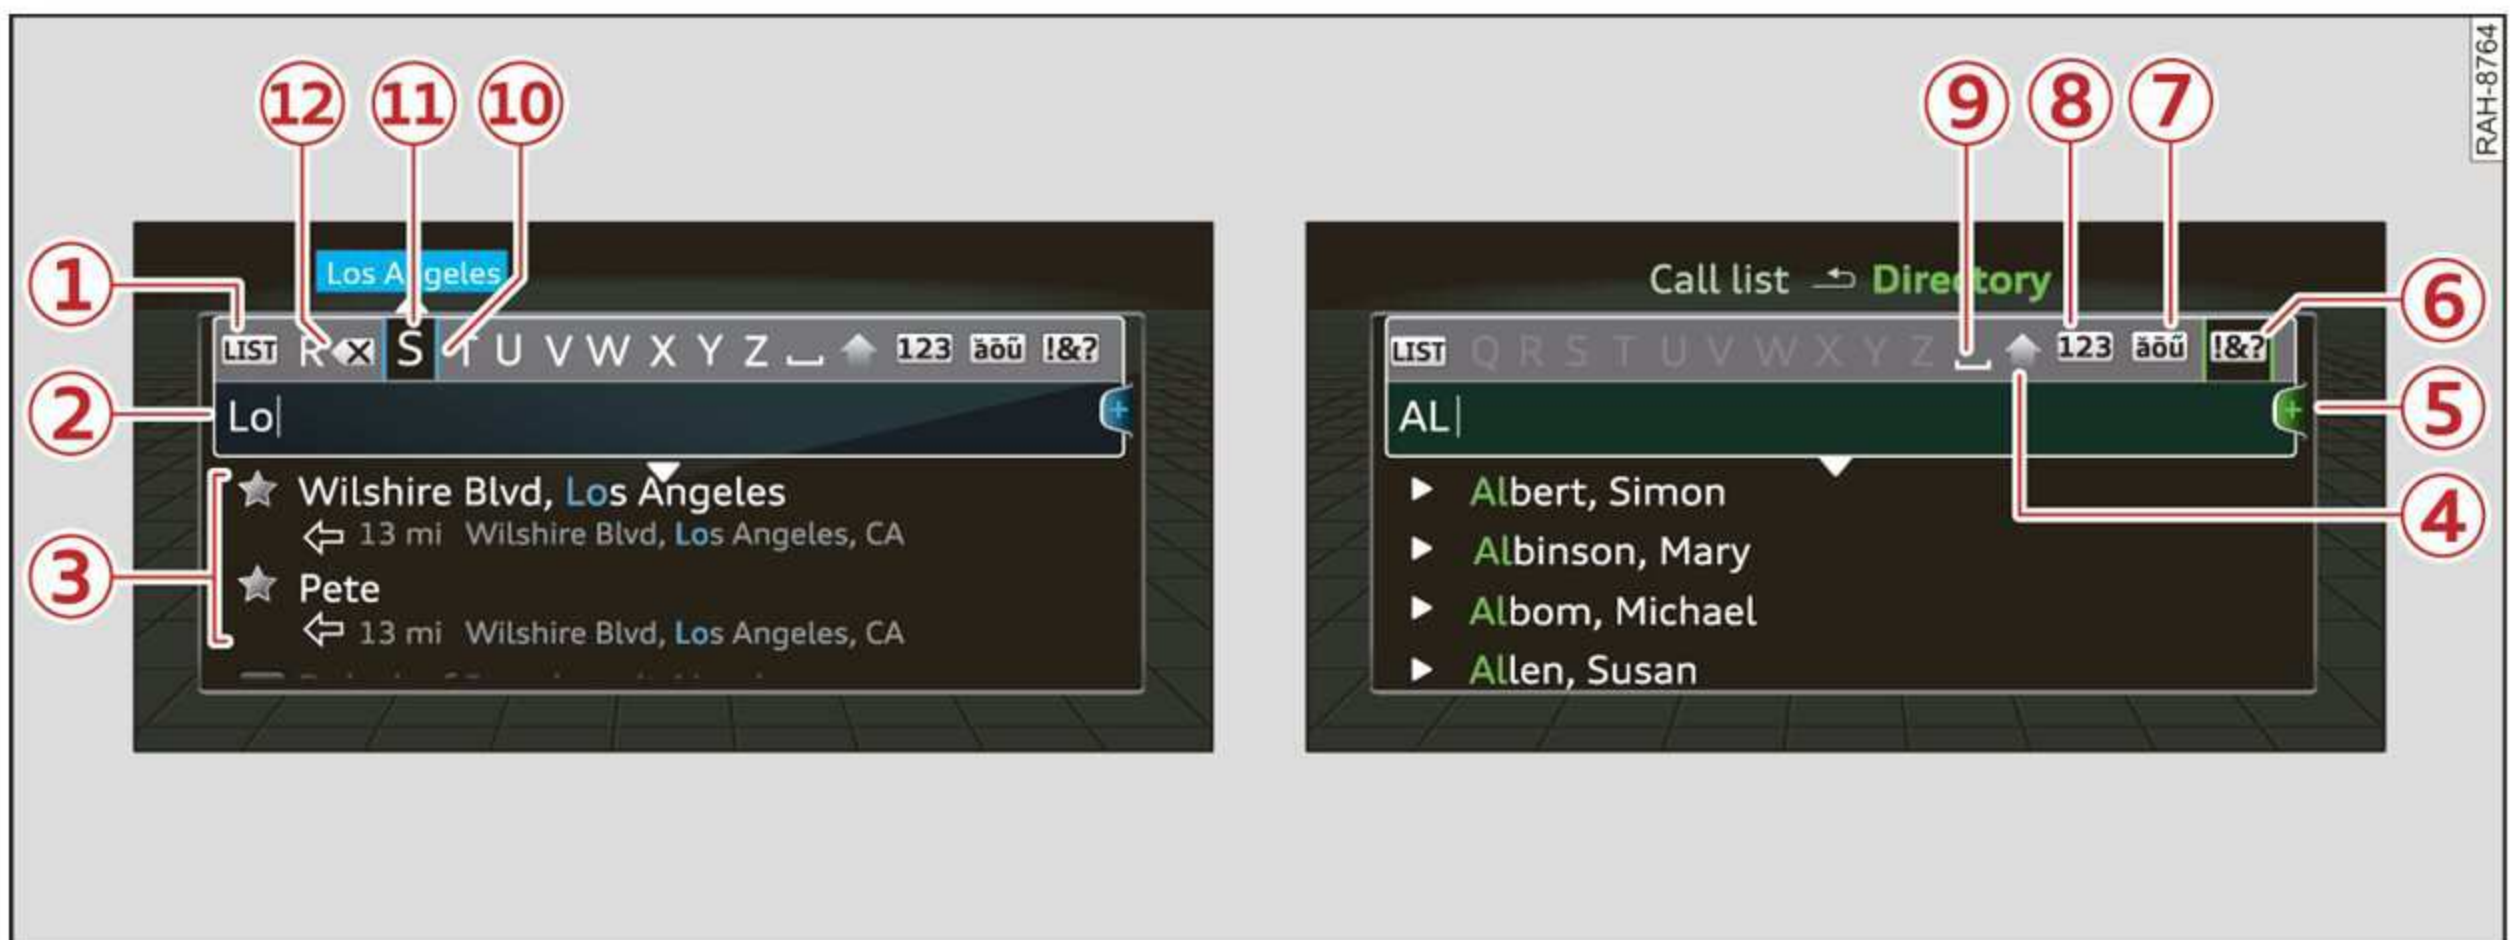 RAH-8764
12 11 10
9 8 7
1
Los Angeles
LIST R S T U V W X Y Z 123 äōű !&?
2
Lo
+
3
Wilshire Blvd, Los Angeles
13 mi Wilshire Blvd, Los Angeles, CA
Pete
13 mi Wilshire Blvd, Los Angeles, CA
Call list Directory
6
LIST Q R S T U V W X Y Z 123 äōű !&?
AL
+
5
4
Albert, Simon
Albinson, Mary
Albom, Michael
Allen, Susan